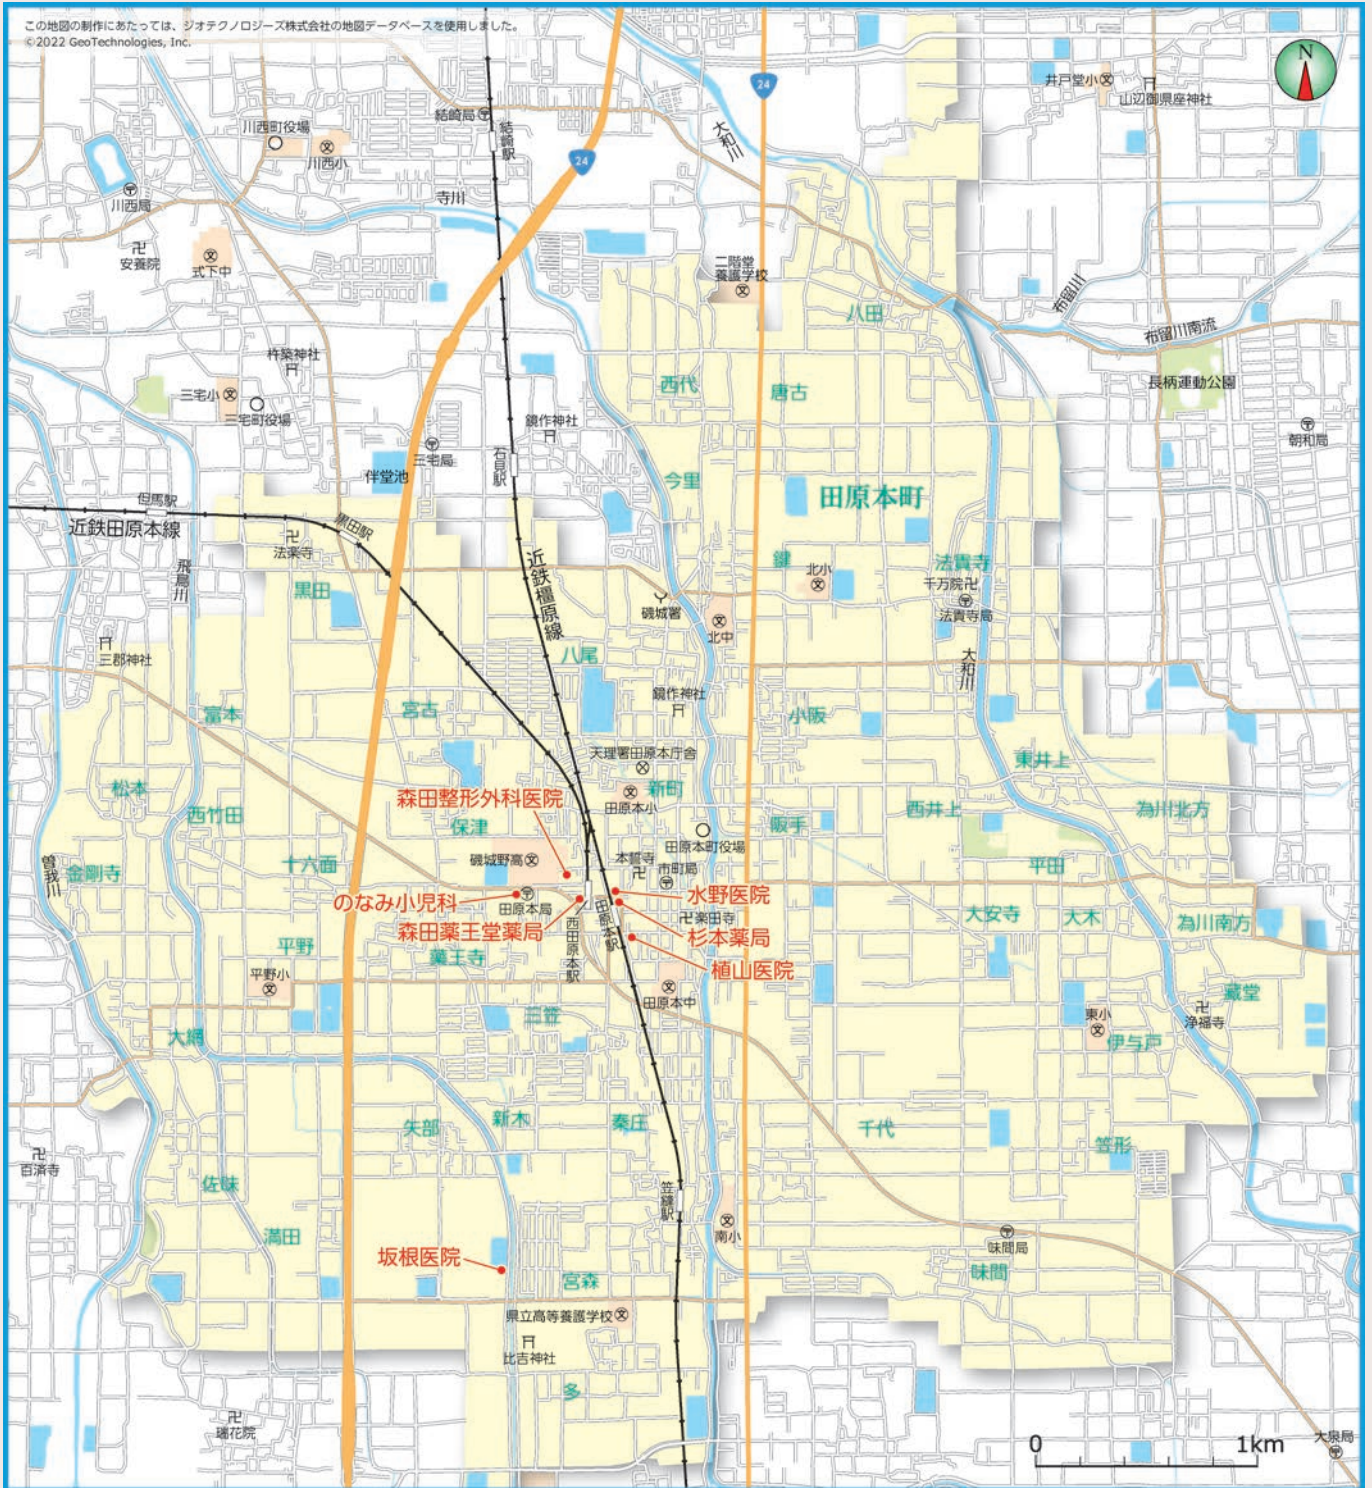 この地図の制作にあたっては、ジオテクノロジーズ株式会社の地図データベースを使用しました。
©2022 GeoTechnologies, Inc.
N
24
井戸堂小
山辺御県座神社
結崎局
川西町役場
川西小
結崎駅
大和川
24
川西局
寺川
安養院
式下中
二階堂
養護学校
布留川
八田
布留川南流
杵築神社
西代
唐古
長柄運動公園
三宅小
三宅町役場
鏡作神社
朝和局
三宅局
石見駅
伴堂池
今里
田原本町
但馬駅
近鉄田原本線
黒田駅
法楽寺
近鉄橿原線
鍵
北小
法貴寺
千万院
飛鳥川
黒田
磯城署
法貴寺局
北中
三郡神社
八尾
大和川
鏡作神社
富本
宮古
小阪
天理署田原本庁舎
東井上
松本
森田整形外科医院
新町
田原本小
西竹田
保津
阪手
西井上
為川北方
田原本町役場
曽我川
金剛寺
十六面
磯城野高
本誓寺
市町局
平田
のなみ小児科
田原本局
水野医院
森田薬王堂薬局
西田原本駅
田原本駅
楽田寺
杉本薬局
大安寺
大木
為川南方
平野
薬王寺
植山医院
平野小
田原本中
蔵堂
三笠
東小
浄福寺
大網
伊与戸
新木
秦庄
矢部
千代
笠形
百済寺
佐味
笠縫駅
満田
南小
味間局
坂根医院
宮森
味間
県立高等養護学校
比吉神社
多
瑞花院
0
1km
大泉局